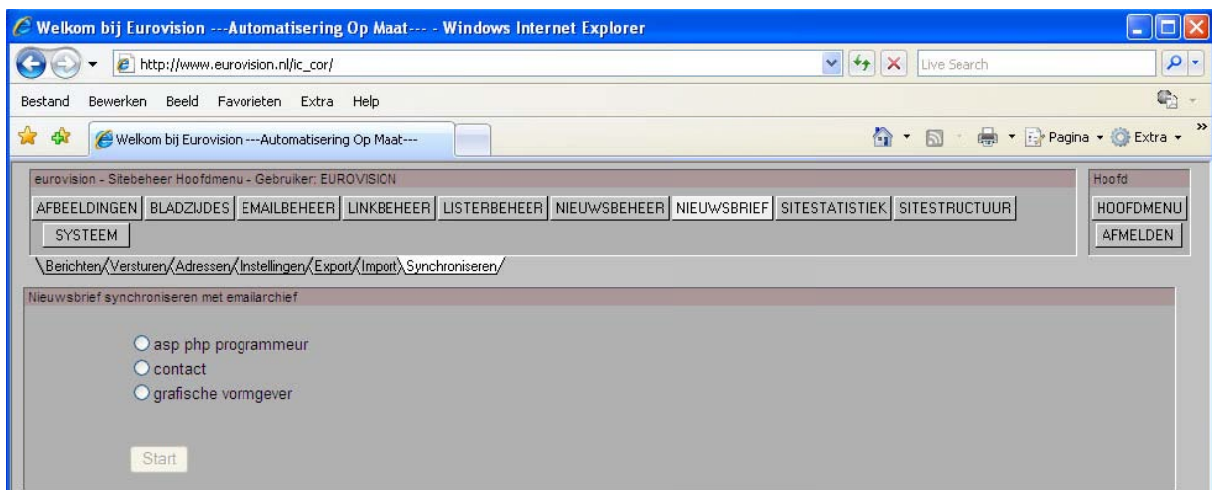 Welkom bij Eurovision ---Automatisering Op Maat--- - Windows Internet Explorer
http://www.eurovision.nl/ic_cor/
Live Search
Bestand Bewerken Beeld Favorieten Extra Help
Welkom bij Eurovision ---Automatisering Op Maat---
Pagina Extra »
eurovision - Sitebeheer Hoofdmenu - Gebruiker: EUROVISION
Hoofd
AFBEELDINGEN BLADZIJDES EMAILBEHEER LINKBEHEER LISTERBEHEER NIEUWSBEHEER NIEUWSBRIEF SITESTATISTIEK SITESTRUCTUUR
HOOFDMENU
SYSTEEM
AFMELDEN
\Berichten/Versturen/Adressen/Instellingen/Export/Import\Synchroniseren/
Nieuwsbrief synchroniseren met emailarchief
asp php programmeur
contact
grafische vormgever
Start